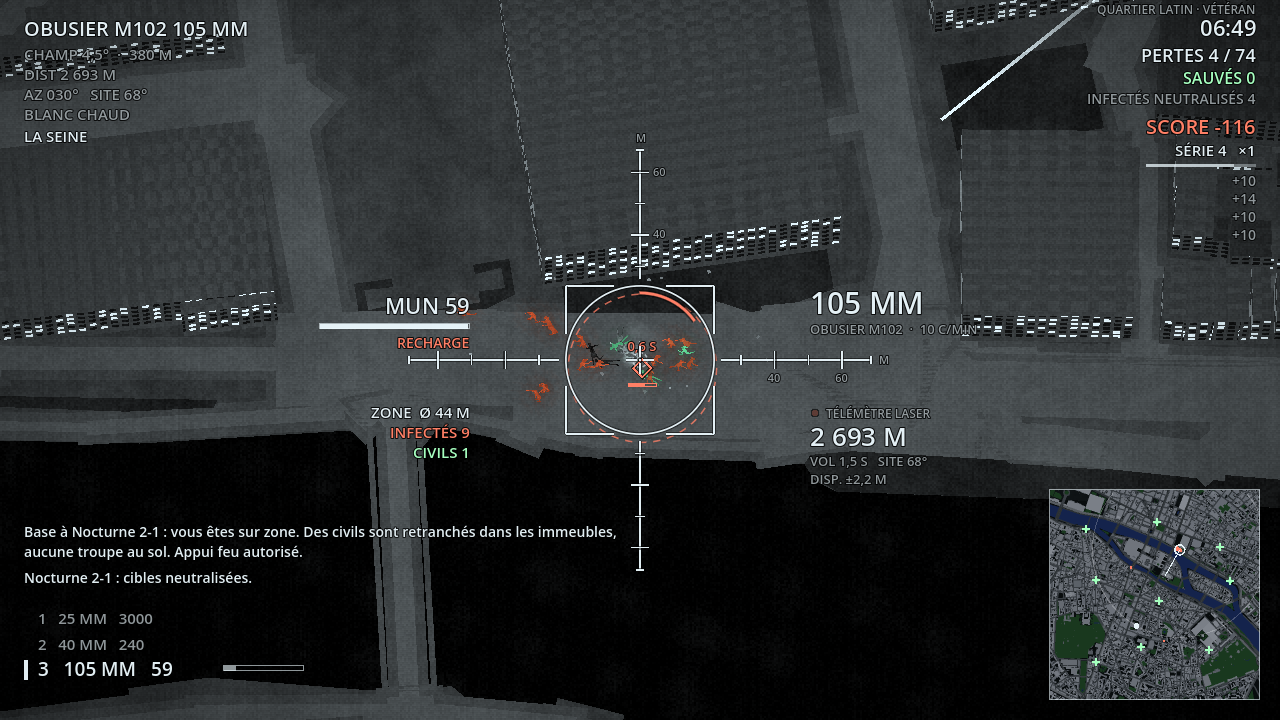 OBUSIER M102 105 MM
CHAMP 4,5° ~380 M
DIST 2 693 M
AZ 030° SITE 68°
BLANC CHAUD
LA SEINE
QUARTIER LATIN · VÉTÉRAN
06:49
PERTES 4 / 74
SAUVÉS 0
INFECTÉS NEUTRALISÉS 4
SCORE -116
SÉRIE 4 ×1
+10
+14
+10
+10
M
60
40
MUN 59
RECHARGE
105 MM
OBUSIER M102 · 10 C/MIN
0,6 S
M
40 60
ZONE Ø 44 M
INFECTÉS 9
CIVILS 1
TÉLÉMÈTRE LASER
2 693 M
VOL 1,5 S SITE 68°
DISP. ±2,2 M
Base à Nocturne 2-1 : vous êtes sur zone. Des civils sont retranchés dans les immeubles,
aucune troupe au sol. Appui feu autorisé.
Nocturne 2-1 : cibles neutralisées.
1 25 MM 3000
2 40 MM 240
3 105 MM 59